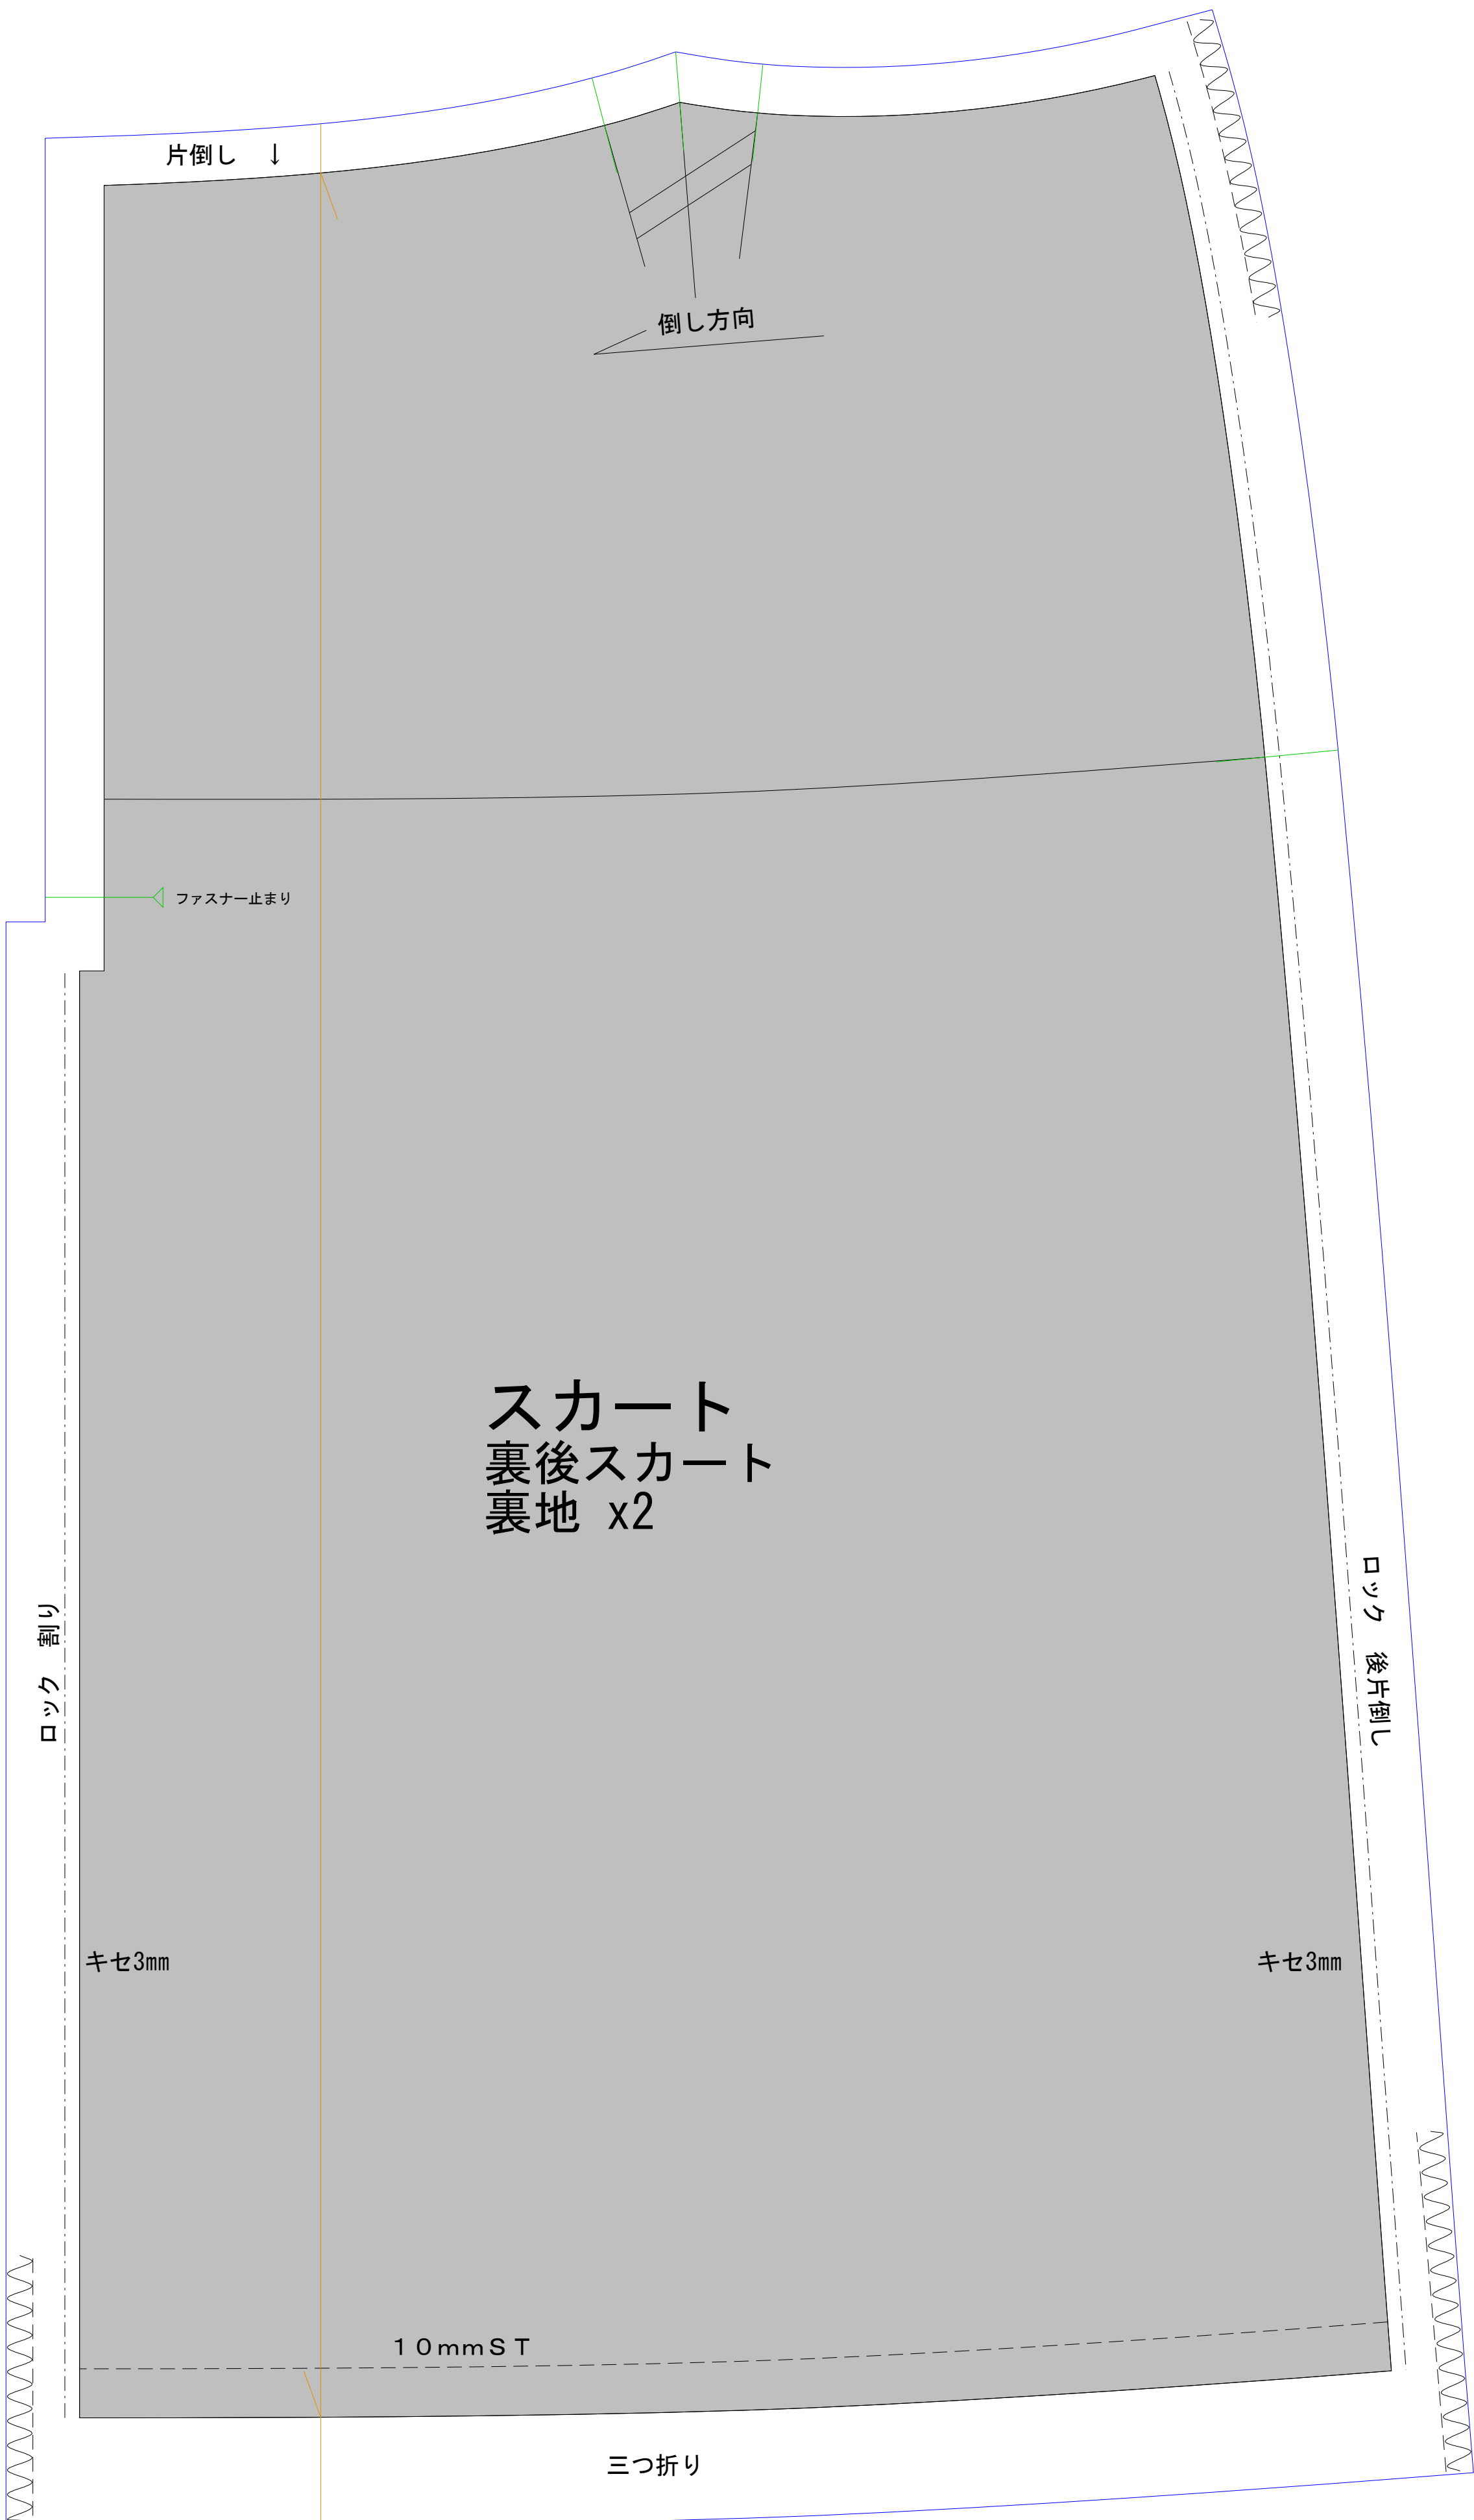 片倒し　↓
倒し方向
ファスナー止まり
スカート
裏後スカート
裏地 x2
ロック　割り
ロック　後片倒し
キセ3mm
キセ3mm
１０ｍｍＳＴ
三つ折り